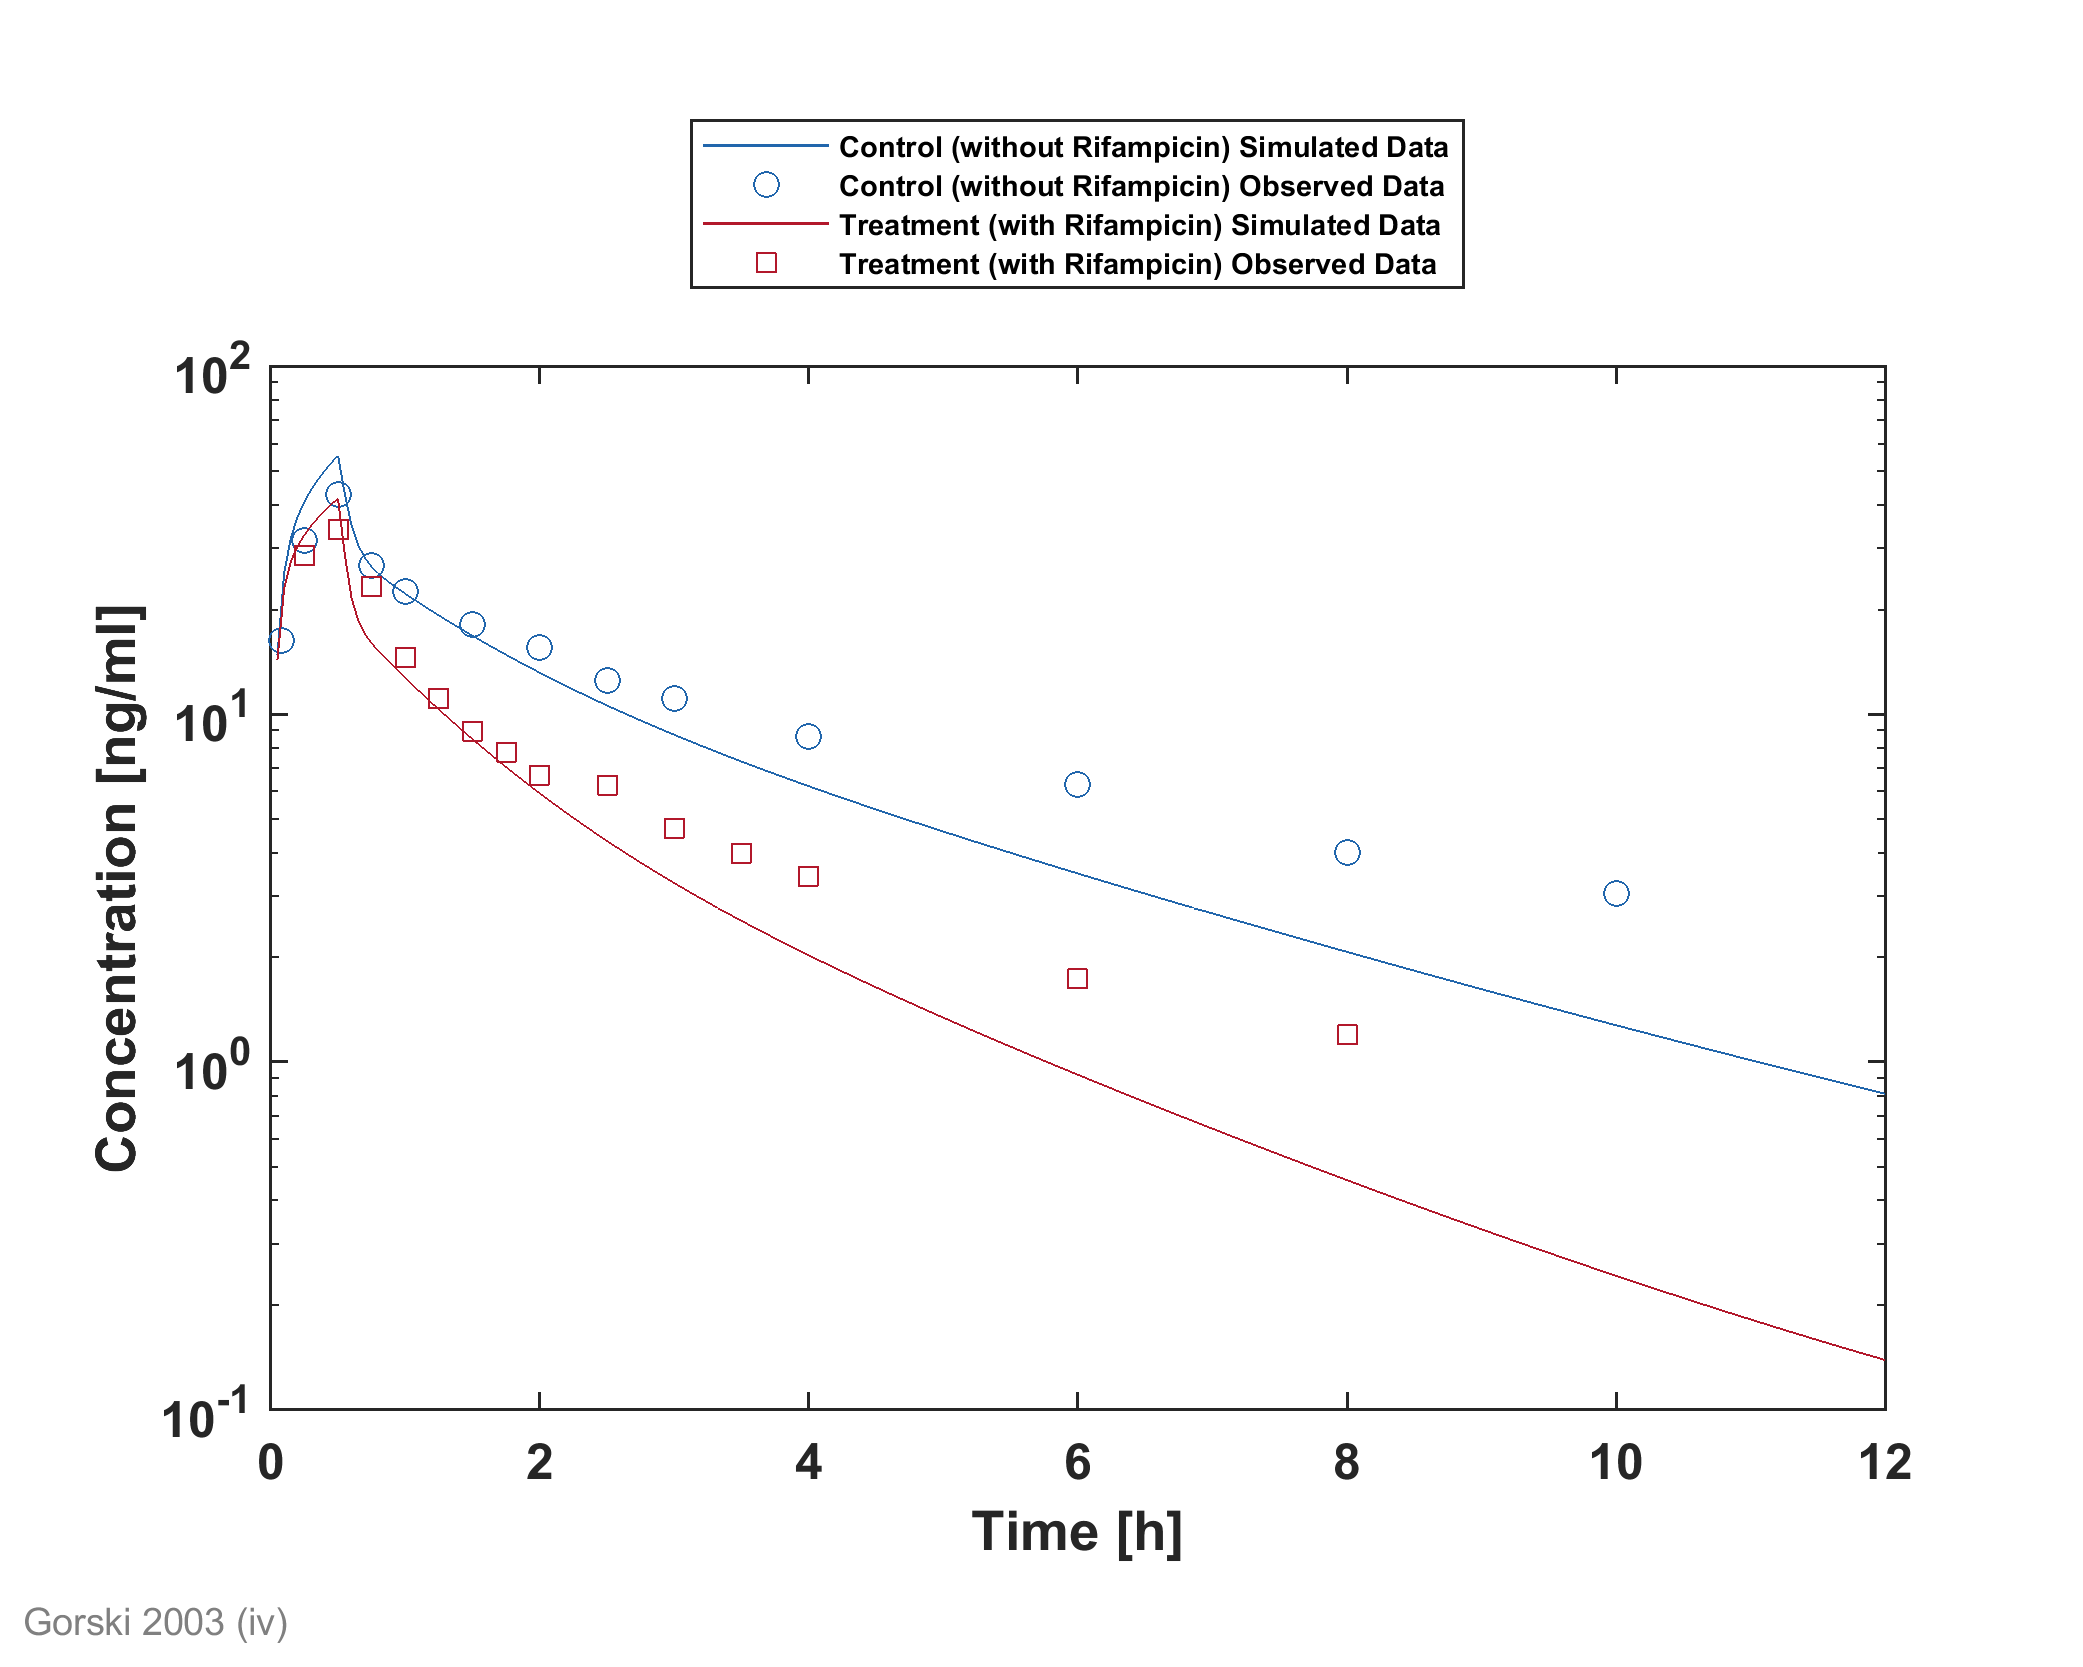 Control (without Rifampicin) Simulated Data
Control (without Rifampicin) Observed Data
Treatment (with Rifampicin) Simulated Data
Treatment (with Rifampicin) Observed Data
10^2
10^1
10^0
10^-1
Concentration [ng/ml]
0 2 4 6 8 10 12
Time [h]
Gorski 2003 (iv)